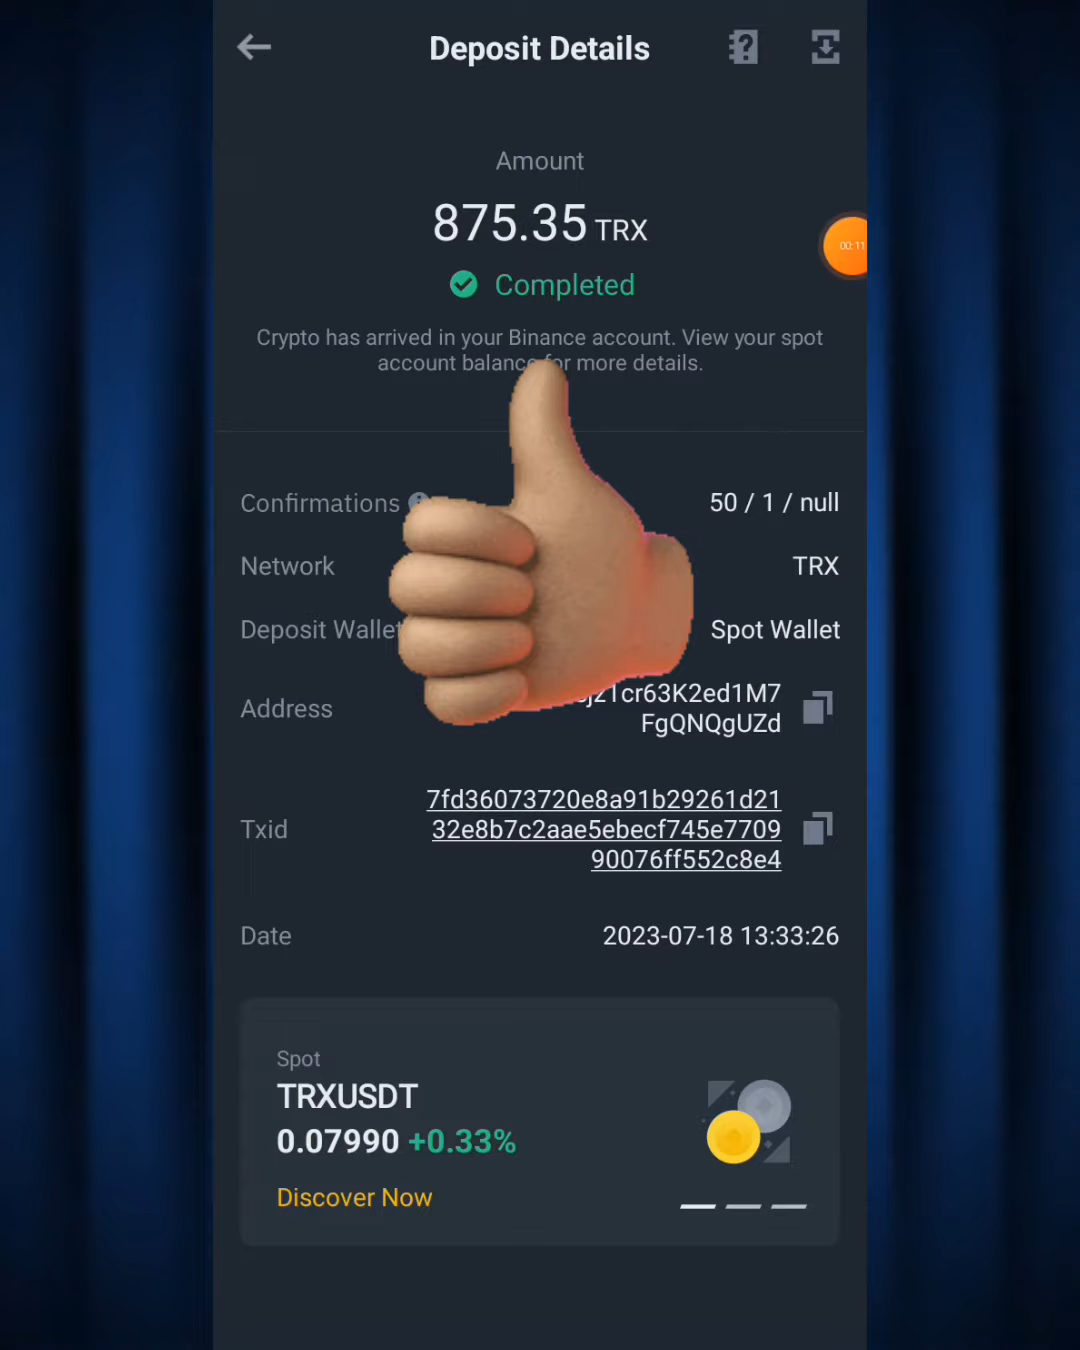 Deposit Details
Amount
875.35 TRX
00:11
Completed
Crypto has arrived in your Binance account. View your spot
account balance for more details.
Confirmations
50 / 1 / null
Network
TRX
Deposit Wallet
Spot Wallet
Address
FgQNQgUZd
Txid
7fd36073720e8a91b29261d21
32e8b7c2aae5ebecf745e7709
90076ff552c8e4
Date
2023-07-18 13:33:26
Spot
TRXUSDT
0.07990 +0.33%
Discover Now